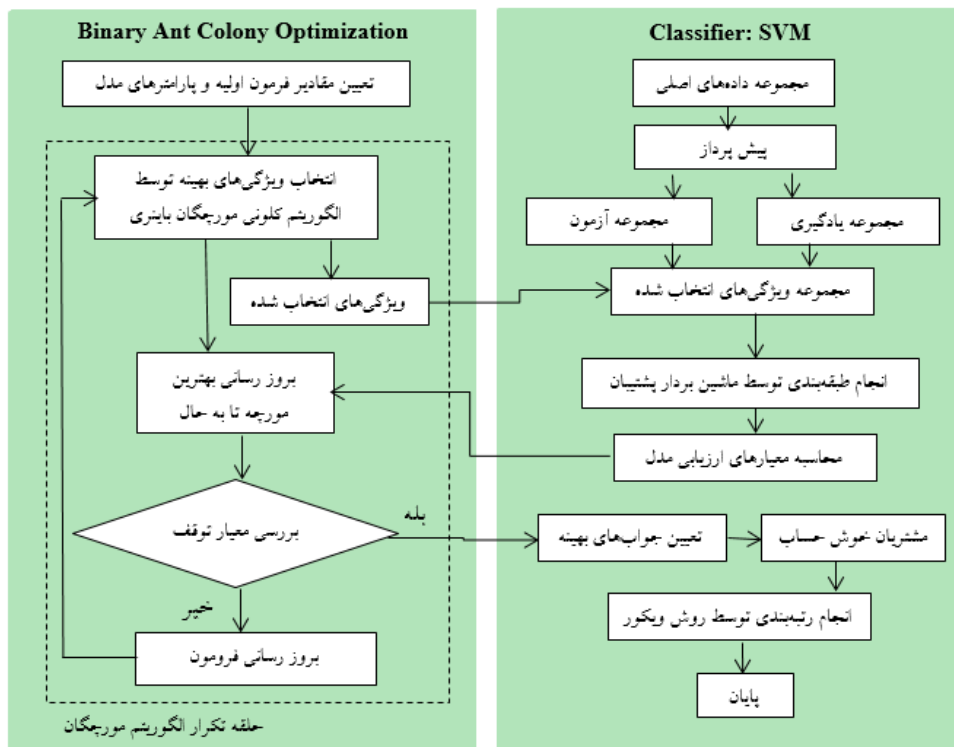 Binary Ant Colony Optimization
تعیین مقادیر فرمون اولیه و پارامترهای مدل
انتخاب ویژگی‌های بهینه توسط
الگوریتم کلونی مورچگان باینری
ویژگی‌های انتخاب شده
بروز رسانی بهترین
مورچه تا به حال
بررسی معیار توقف
بله
خیر
بروز رسانی فرومون
حلقه تکرار الگوریتم مورچگان
Classifier: SVM
مجموعه داده‌های اصلی
پیش پرداز
مجموعه یادگیری
مجموعه آزمون
مجموعه ویژگی‌های انتخاب شده
انجام طبقه‌بندی توسط ماشین بردار پشتیبان
محاسبه معیارهای ارزیابی مدل
تعیین جواب‌های بهینه
مشتریان خوش حساب
انجام رتبه‌بندی توسط روش ویکور
پایان